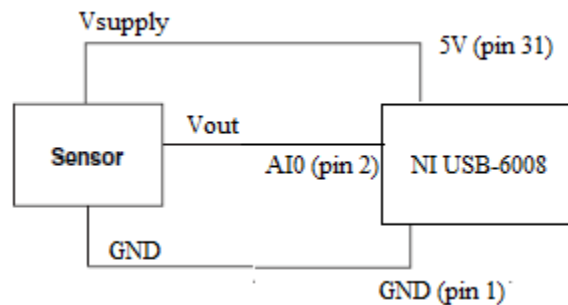 Vsupply
5V (pin 31)
Vout
Sensor
AI0 (pin 2)
NI USB-6008
GND
GND (pin 1)